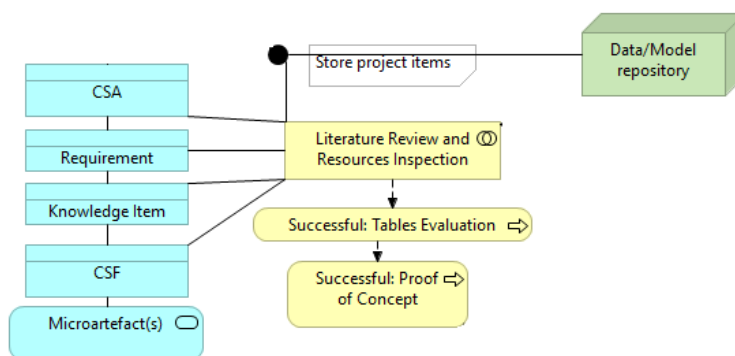 Store project items
Data/Model
repository
CSA
Requirement
Knowledge Item
CSF
Microartefact(s)
Literature Review and
Resources Inspection
Successful: Tables Evaluation
Successful: Proof
of Concept